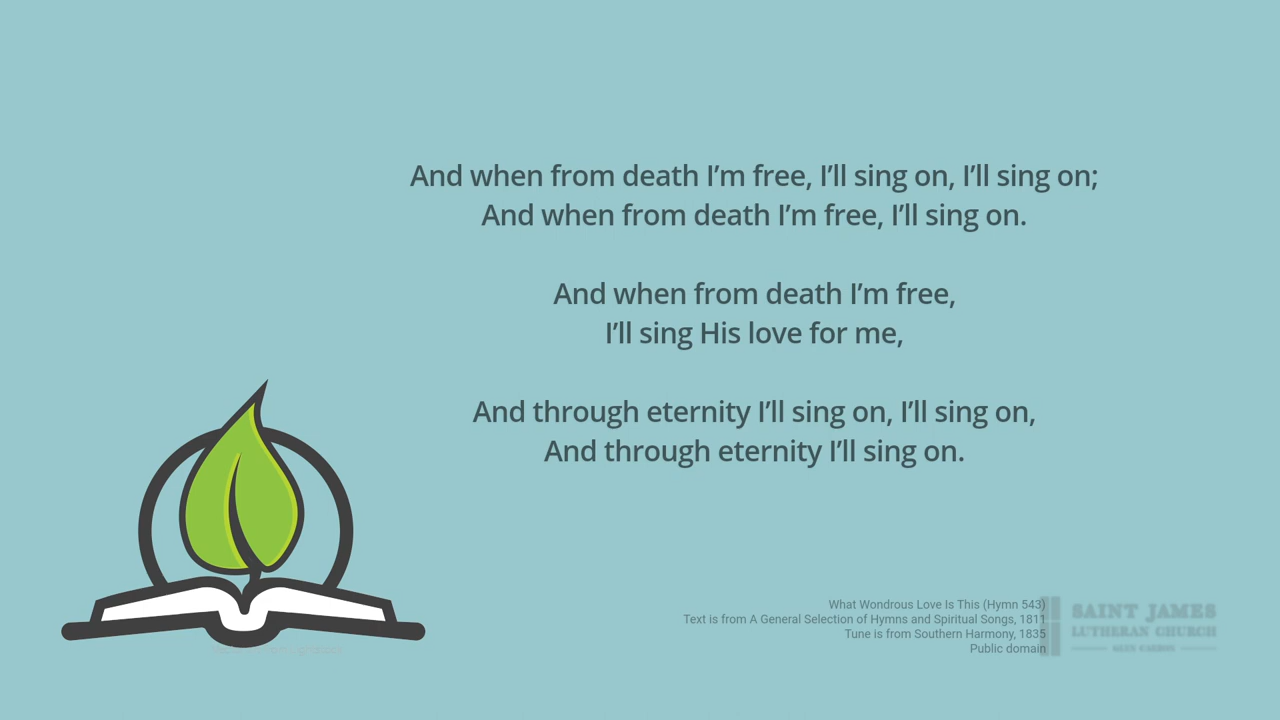 And when from death I’m free, I’ll sing on, I’ll sing on;
And when from death I’m free, I’ll sing on.
And when from death I’m free,
I’ll sing His love for me,
And through eternity I’ll sing on, I’ll sing on,
And through eternity I’ll sing on.
What Wondrous Love Is This (Hymn 543)
Text is from A General Selection of Hymns and Spiritual Songs, 1811
Tune is from Southern Harmony, 1835
Public domain
SAINT JAMES
LUTHERAN CHURCH